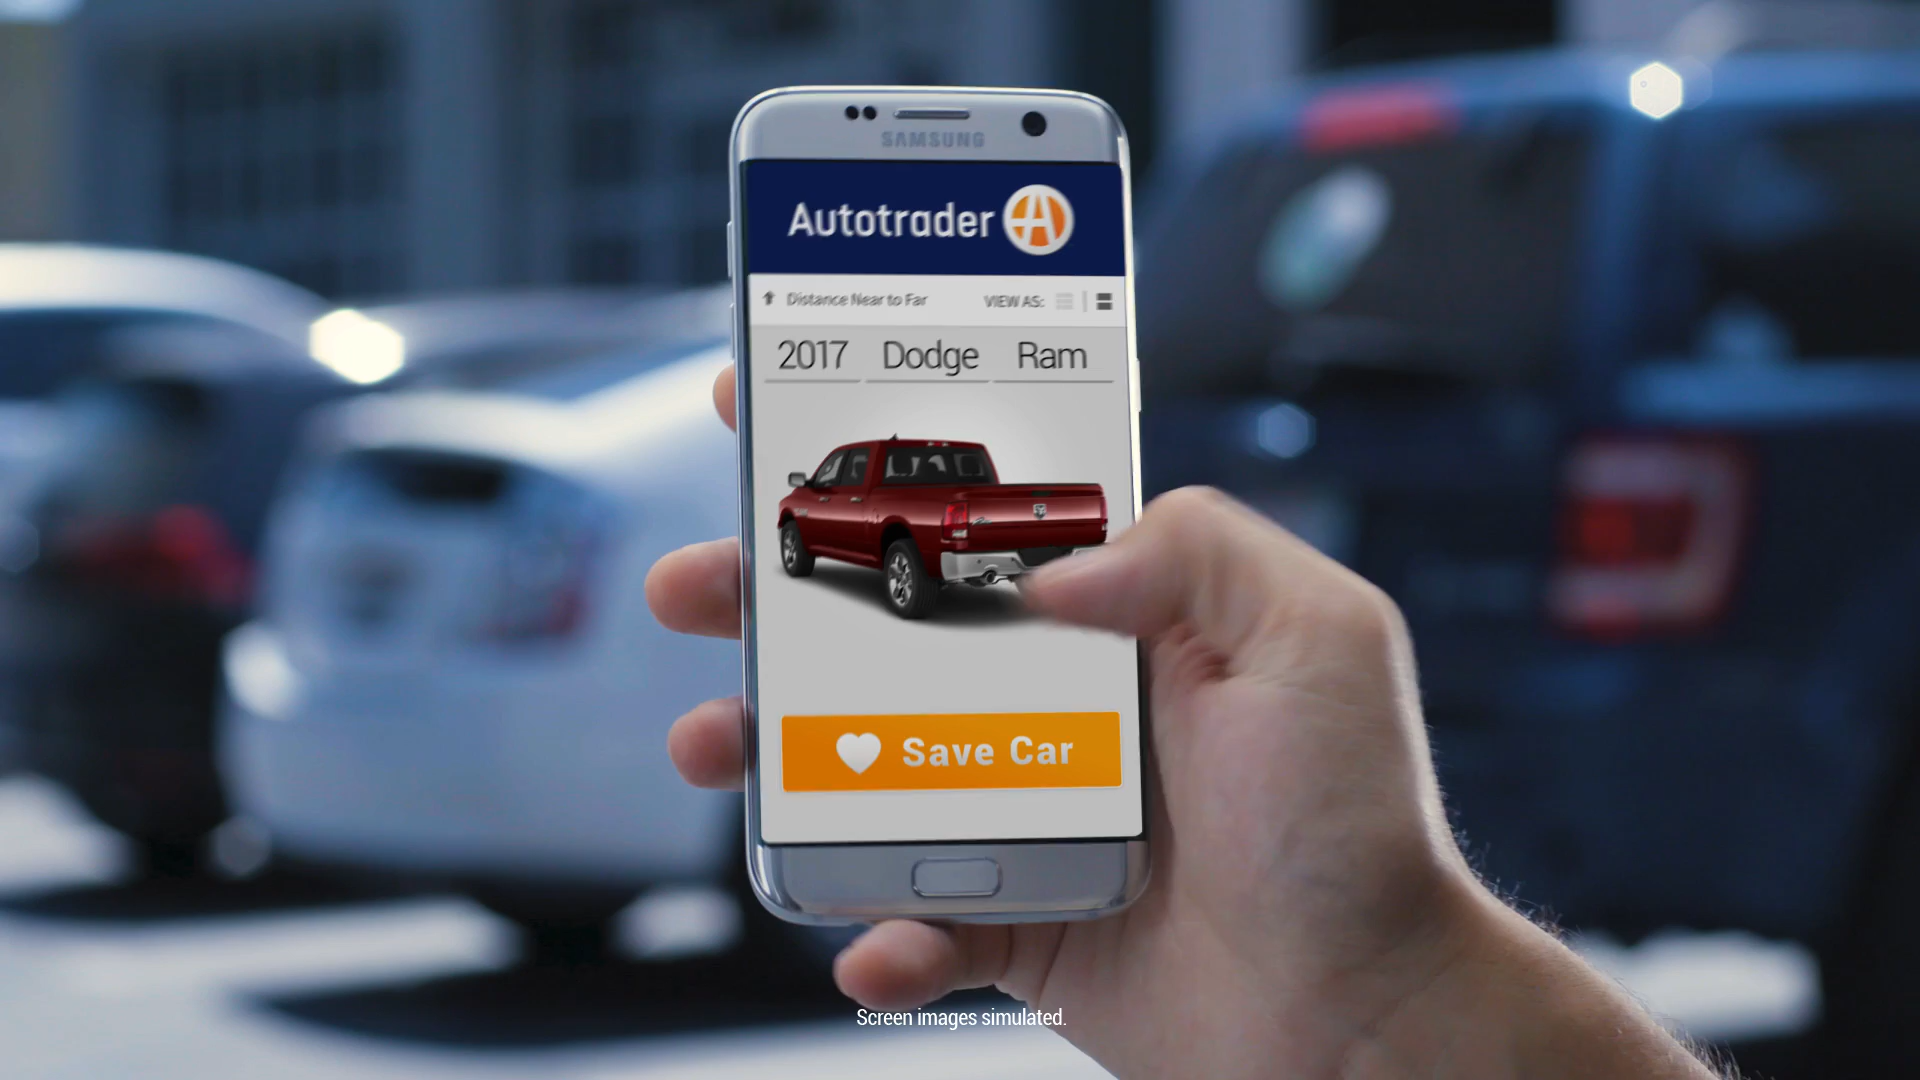 SAMSUNG
Autotrader
Distance Near to Far VIEW AS:
2017 Dodge Ram
Save Car
Screen images simulated.